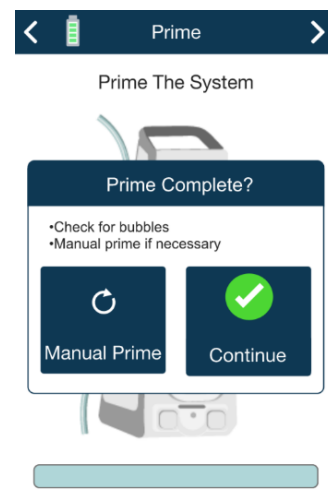 Prime
Prime The System
Prime Complete?
•Check for bubbles
•Manual prime if necessary
Manual Prime
Continue